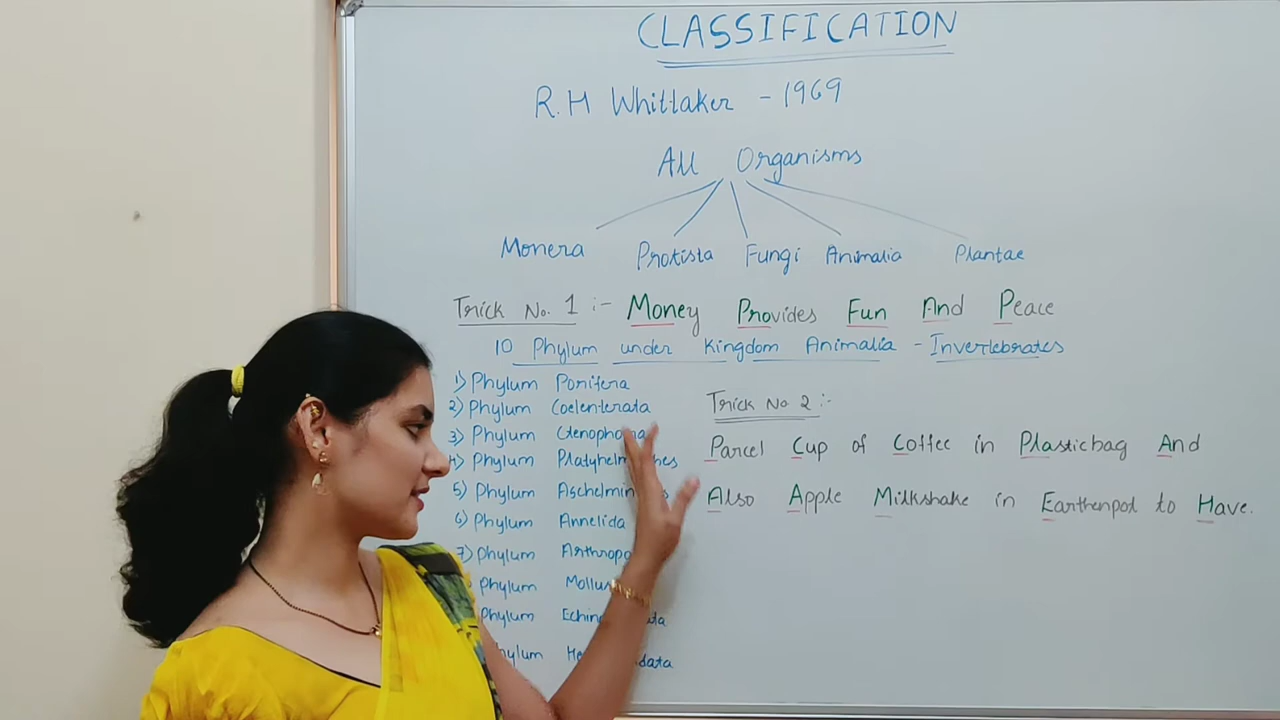 CLASSIFICATION
R.H Whittaker - 1969
All Organisms
Monera Protista Fungi Animalia Plantae
Trick No. 1 :- Money Provides Fun And Peace
10 Phylum under Kingdom Animalia - Invertebrates
1) Phylum Porifera
2) Phylum Coelenterata
3) Phylum
4) Phylum
5) Phylum
6) Phylum Annelida
7) Phylum
Phylum
Phylum
Trick No 2 :-
Parcel Cup of Coffee in Plasticbag And
Also Apple Milkshake in Earthenpot to Have.